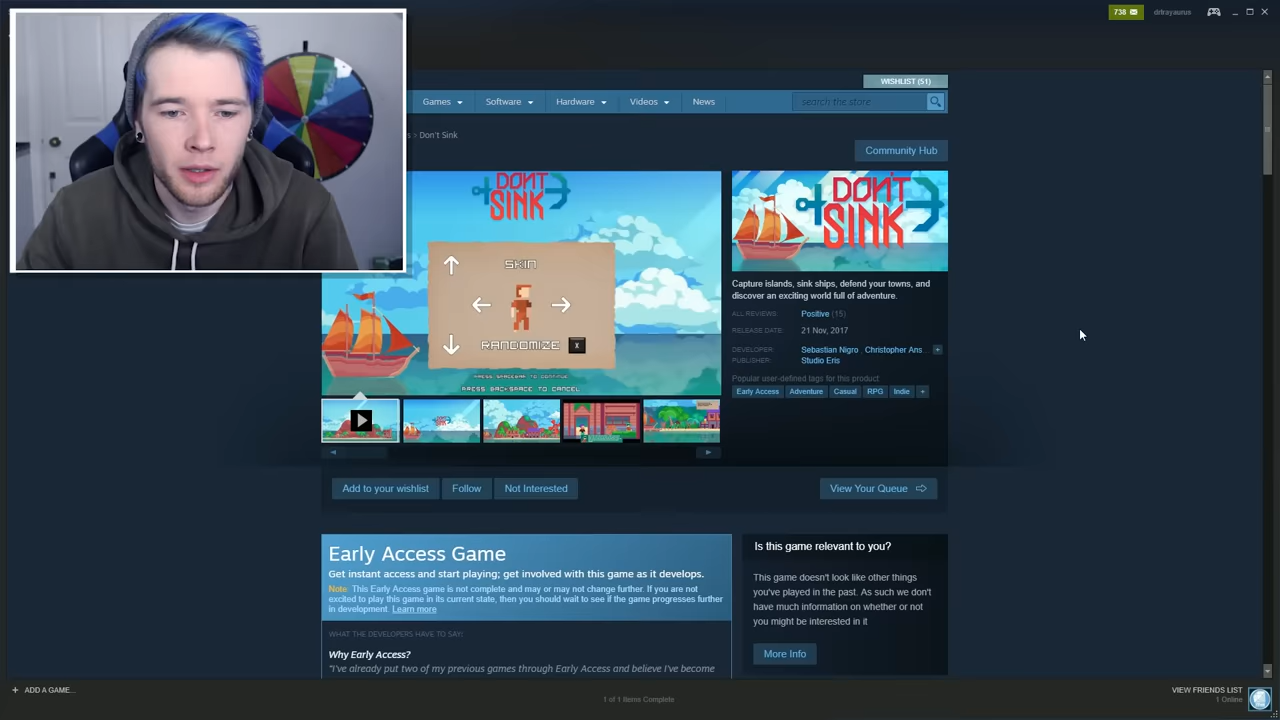 738
drtrayaurus
WISHLIST (51)
Games
Software
Hardware
Videos
News
search the store
s > Don't Sink
Community Hub
DON'T
SINK
SKIN
RANDOMIZE X
PRESS SPACEBAR TO CONTINUE
PRESS BACKSPACE TO CANCEL
DON'T
SINK
Capture islands, sink ships, defend your towns, and
discover an exciting world full of adventure.
ALL REVIEWS: Positive (15)
RELEASE DATE: 21 Nov, 2017
DEVELOPER: Sebastian Nigro, Christopher Ans +
PUBLISHER: Studio Eris
Popular user-defined tags for this product:
Early Access Adventure Casual RPG Indie +
Add to your wishlist
Follow
Not Interested
View Your Queue
Early Access Game
Get instant access and start playing; get involved with this game as it develops.
Note: This Early Access game is not complete and may or may not change further. If you are
not excited to play this game in its current state, then you should wait to see if the game progresses further
in development. Learn more
WHAT THE DEVELOPERS HAVE TO SAY:
Why Early Access?
"I've already put two of my previous games through Early Access and believe I've become
Is this game relevant to you?
This game doesn't look like other things
you've played in the past. As such we don't
have much information on whether or not
you might be interested in it
More Info
+ ADD A GAME...
1 of 1 Items Complete
VIEW FRIENDS LIST
1 Online